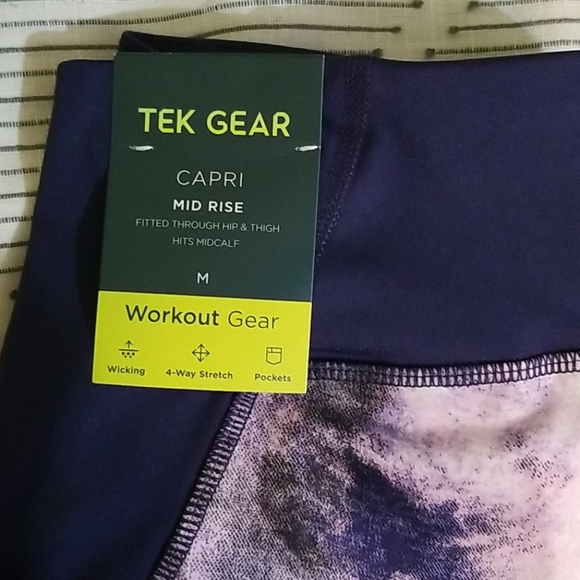 TEK GEAR
CAPRI
MID RISE
FITTED THROUGH HIP & THIGH
HITS MIDCALF
M
Workout Gear
Wicking 4-Way Stretch Pockets